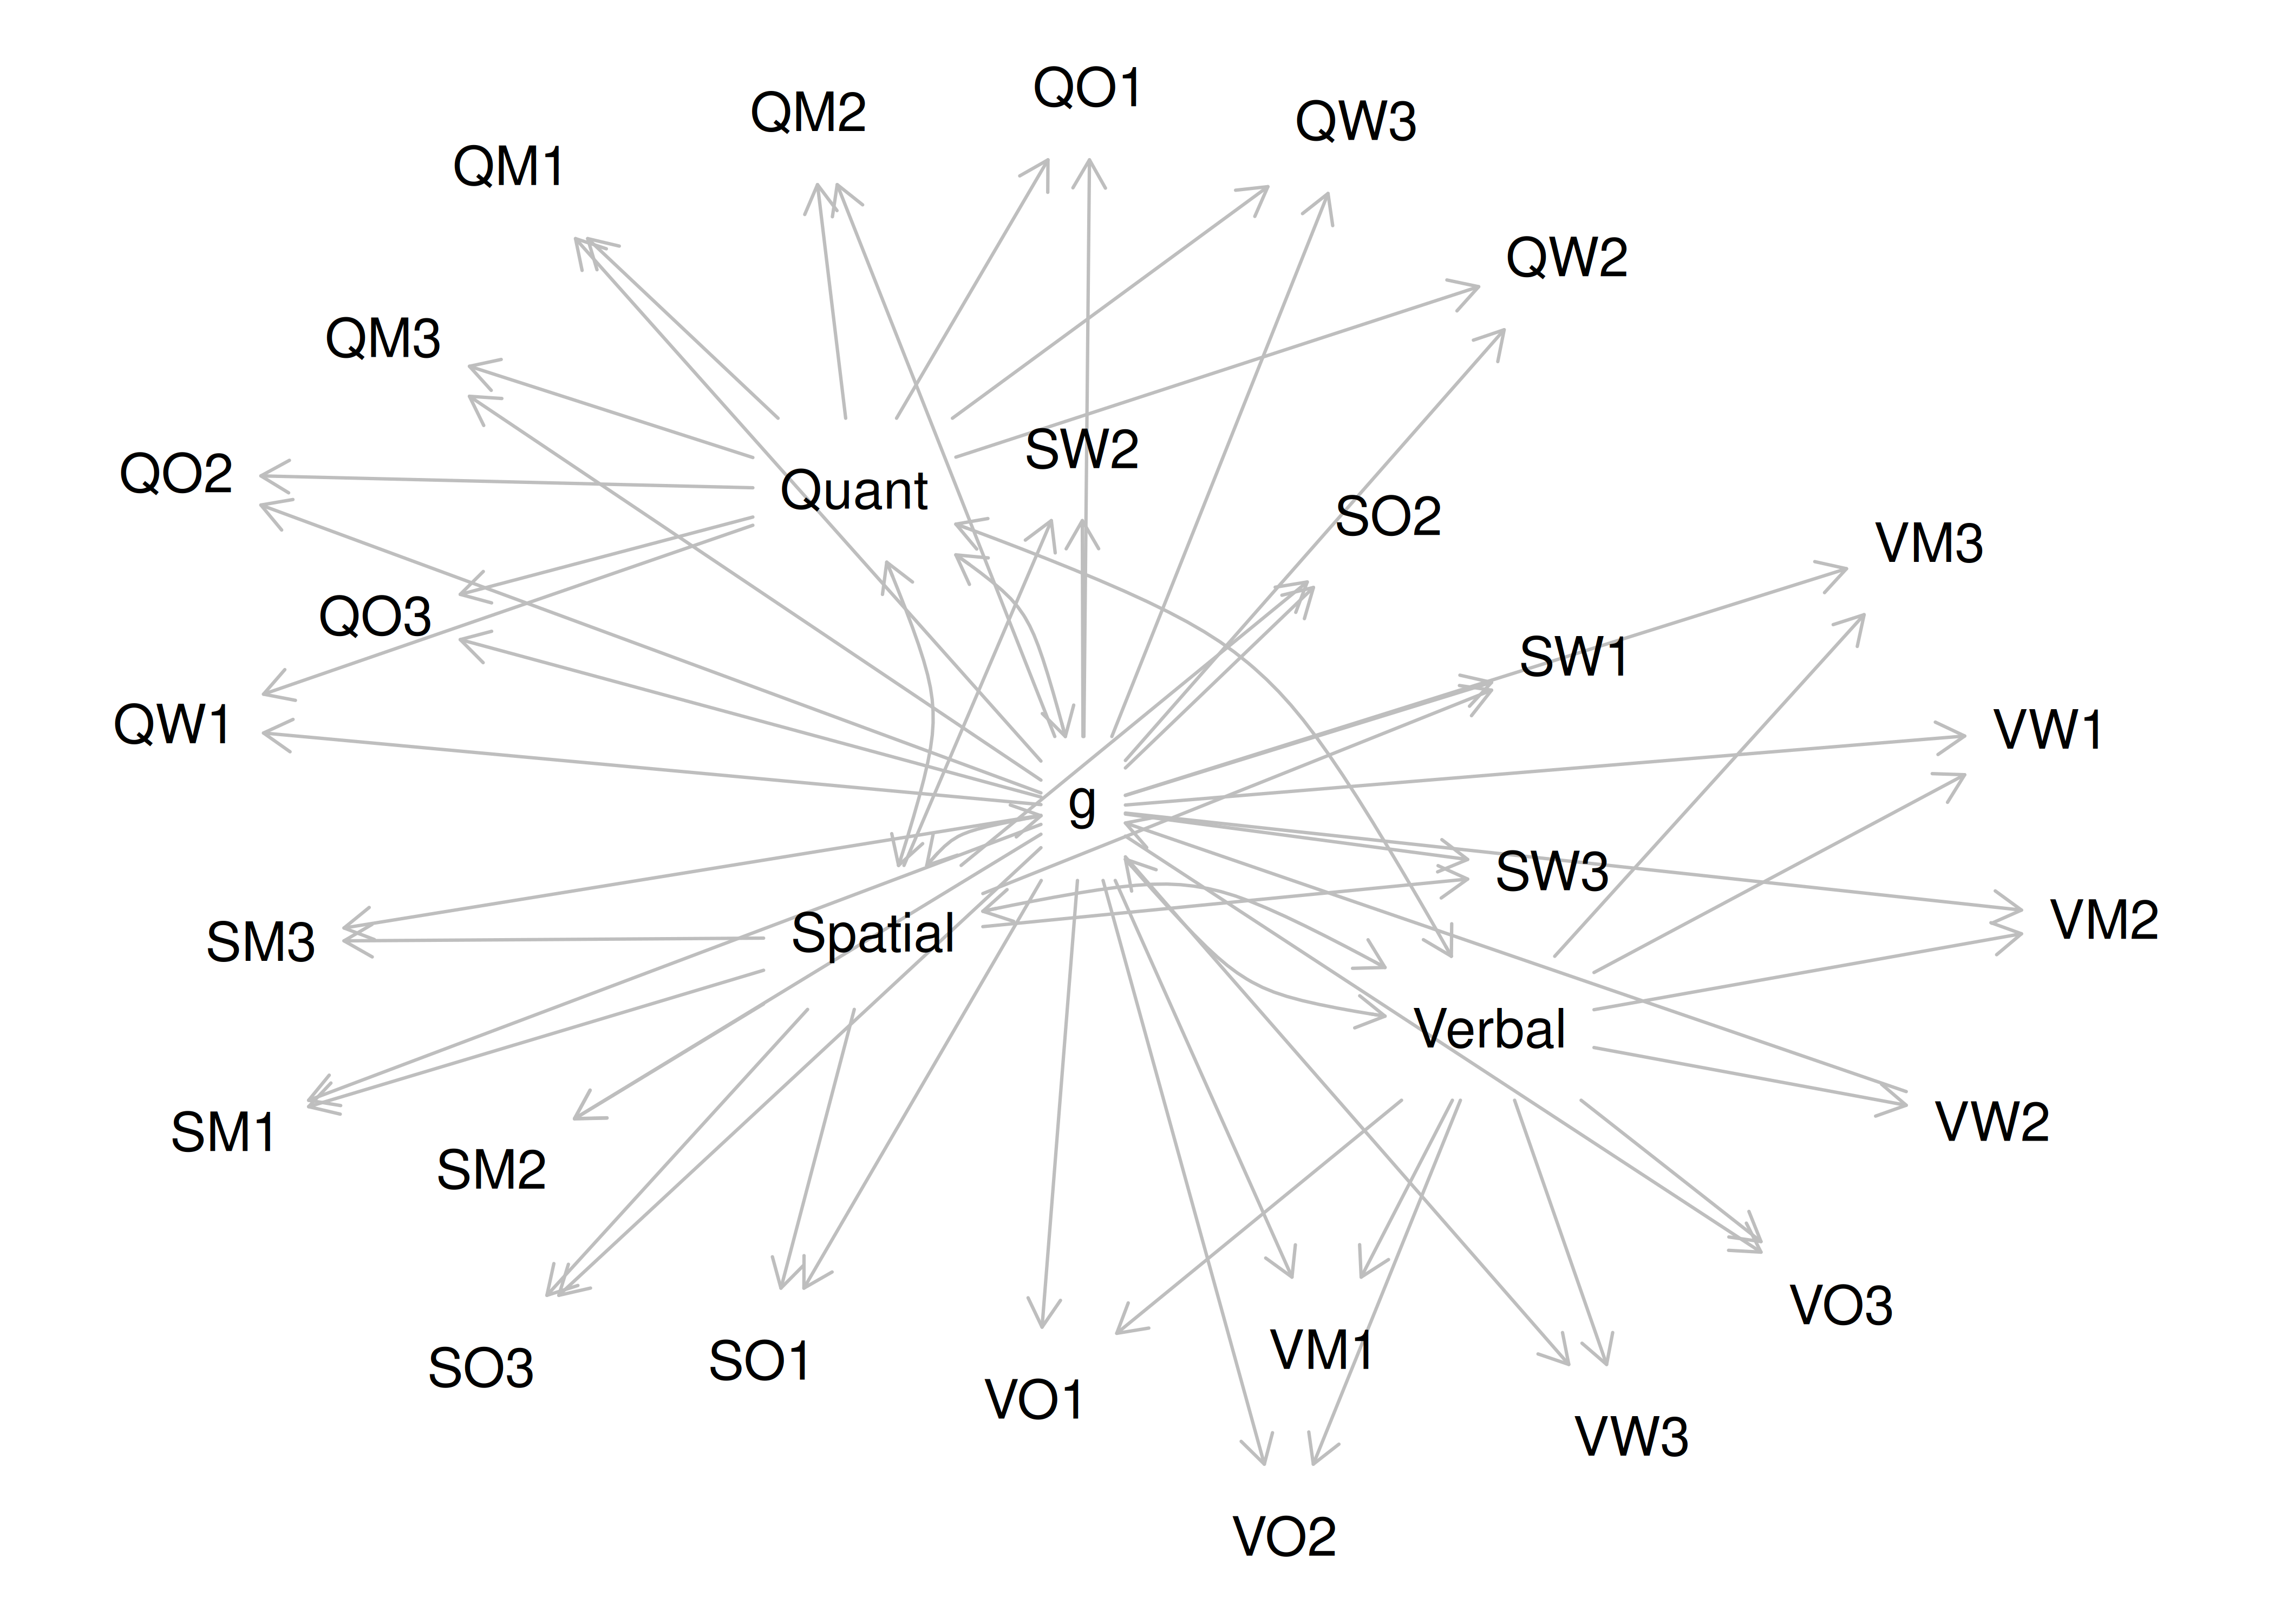 QO1
QM2
QW3
QM1
QW2
QM3
SW2
QO2
Quant
SO2
VM3
QO3
SW1
QW1
VW1
g
SW3
VM2
SM3
Spatial
Verbal
VW2
SM1
SM2
VO3
VM1
SO1
SO3
VO1
VW3
VO2